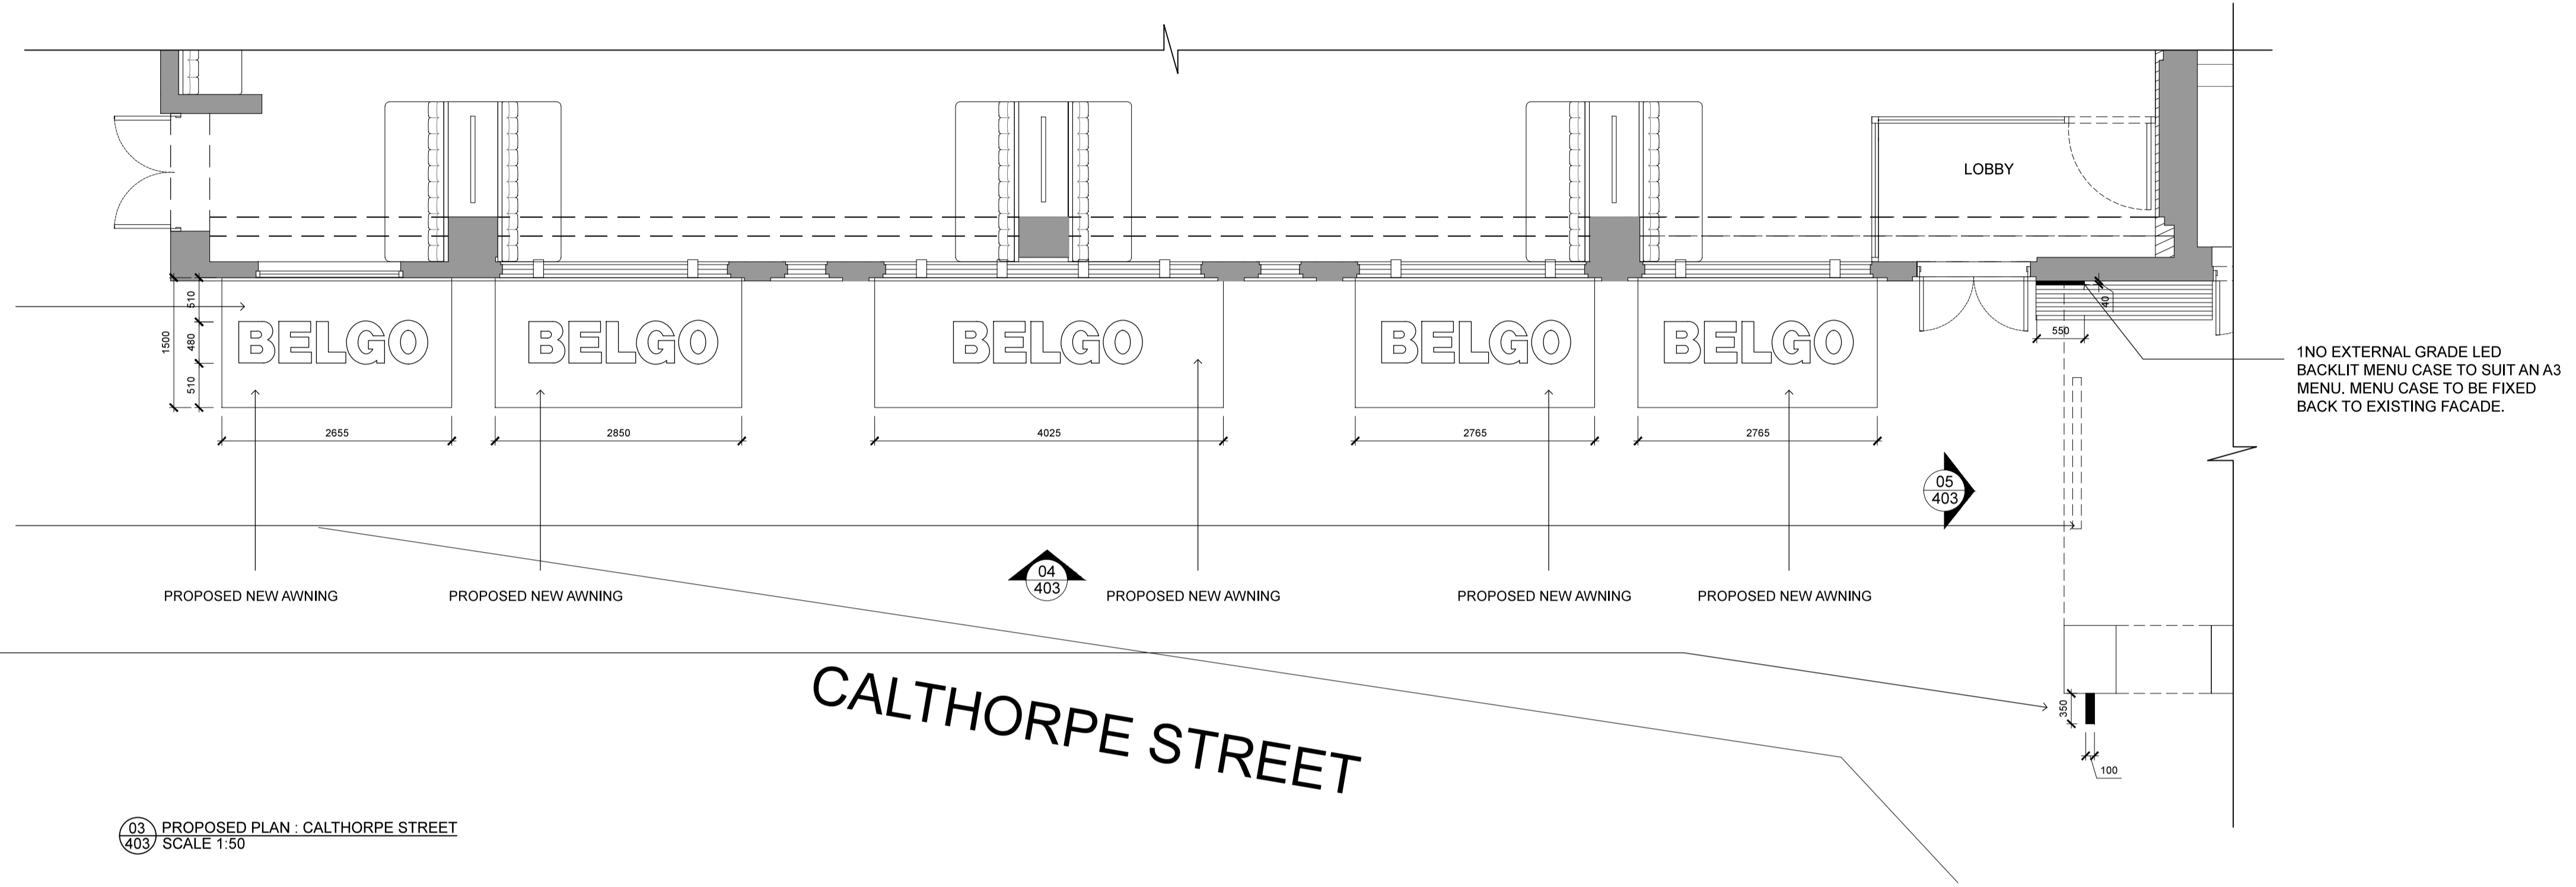 LOBBY
510
1500
480
510
BELGO
BELGO
BELGO
BELGO
BELGO
40
550
1NO EXTERNAL GRADE LED
BACKLIT MENU CASE TO SUIT AN A3
MENU. MENU CASE TO BE FIXED
BACK TO EXISTING FACADE.
2655
2850
4025
2765
2765
05
403
04
403
PROPOSED NEW AWNING
PROPOSED NEW AWNING
PROPOSED NEW AWNING
PROPOSED NEW AWNING
PROPOSED NEW AWNING
CALTHORPE STREET
350
100
03
403
PROPOSED PLAN : CALTHORPE STREET
SCALE 1:50